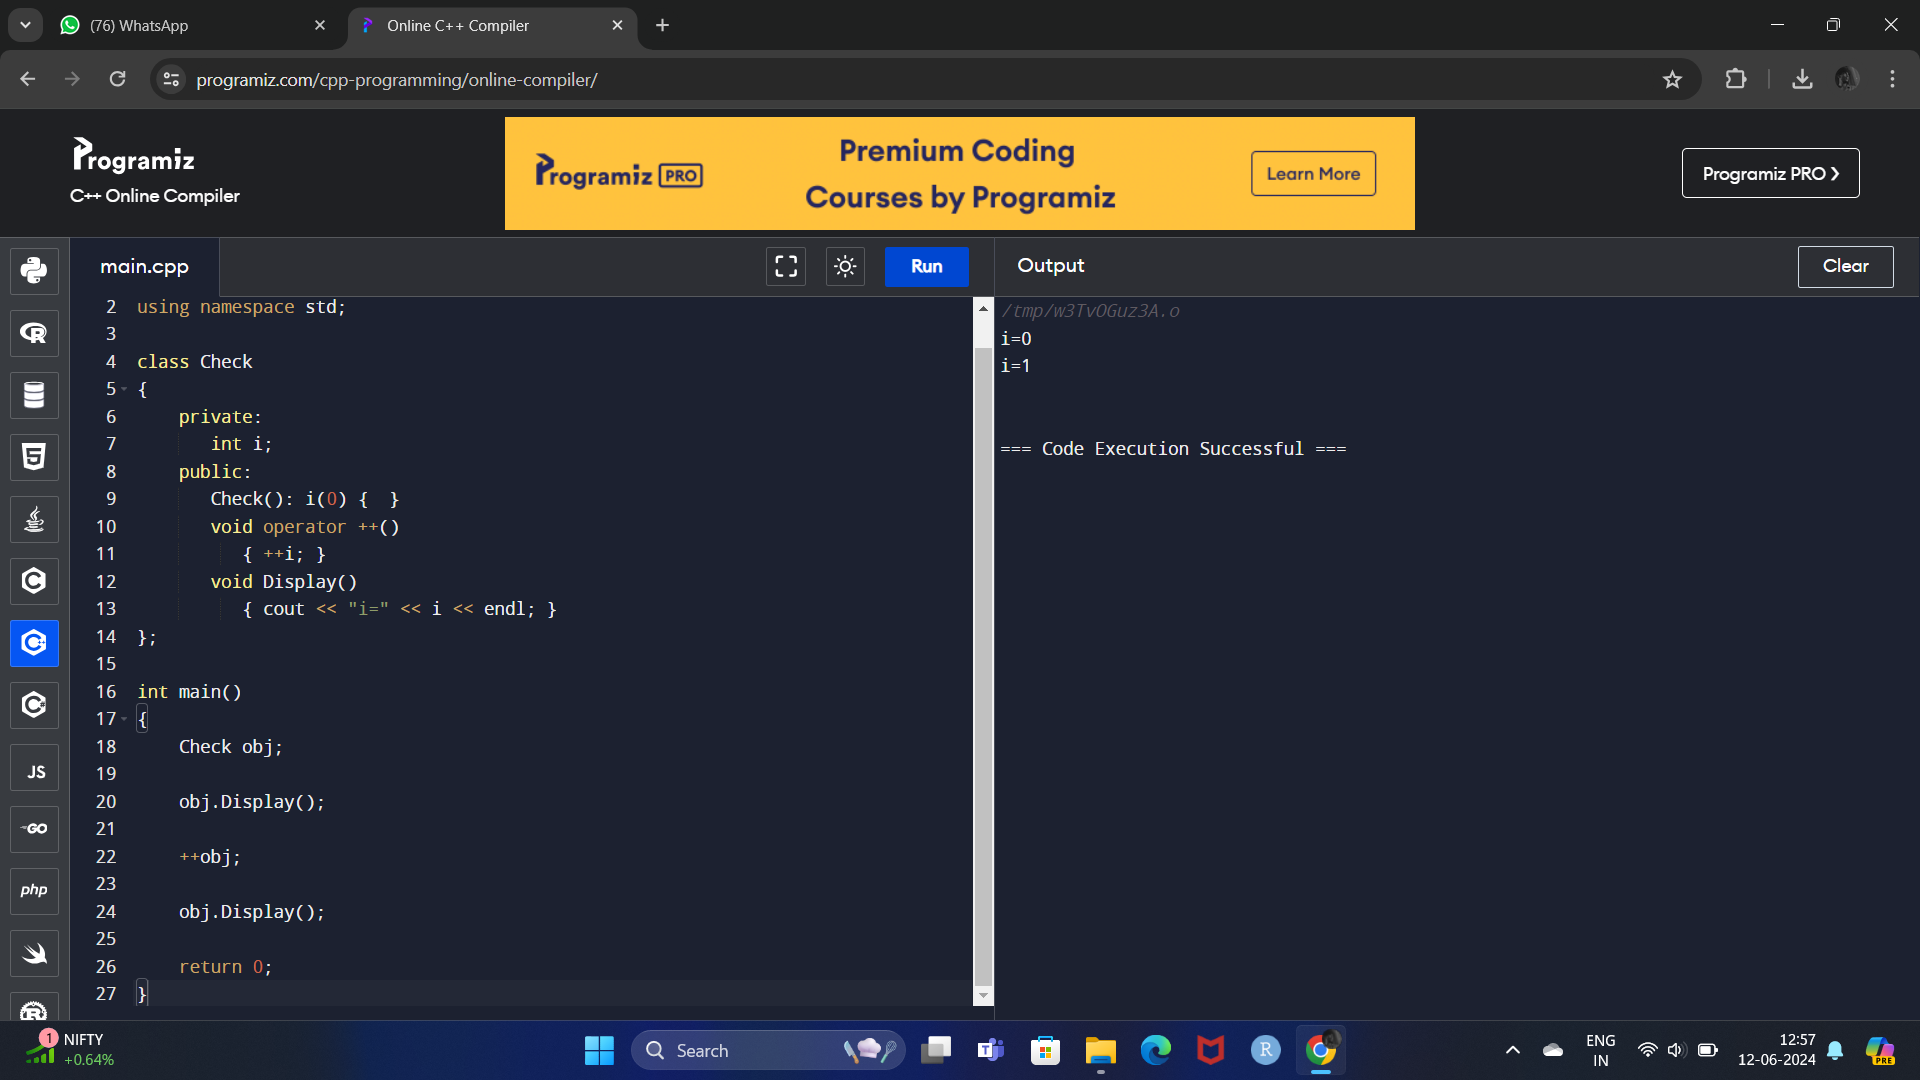 (76) WhatsApp
Online C++ Compiler
programiz.com/cpp-programming/online-compiler/
Programiz
C++ Online Compiler
Programiz PRO
Premium Coding
Courses by Programiz
Learn More
Programiz PRO ❯
main.cpp
Run
Output
Clear
2 using namespace std;
3
4 class Check
5 {
6 private:
7 int i;
8 public:
9 Check(): i(0) {  }
10 void operator ++()
11 { ++i; }
12 void Display()
13 { cout << "i=" << i << endl; }
14 };
15
16 int main()
17 {
18 Check obj;
19
20 obj.Display();
21
22 ++obj;
23
24 obj.Display();
25
26 return 0;
27 }
/tmp/w3TvOGuz3A.o
i=0
i=1
=== Code Execution Successful ===
R
5
C
C++
C
JS
GO
php
R
1
NIFTY
+0.64%
Search
T
R
ENG
IN
12:57
12-06-2024
PRE